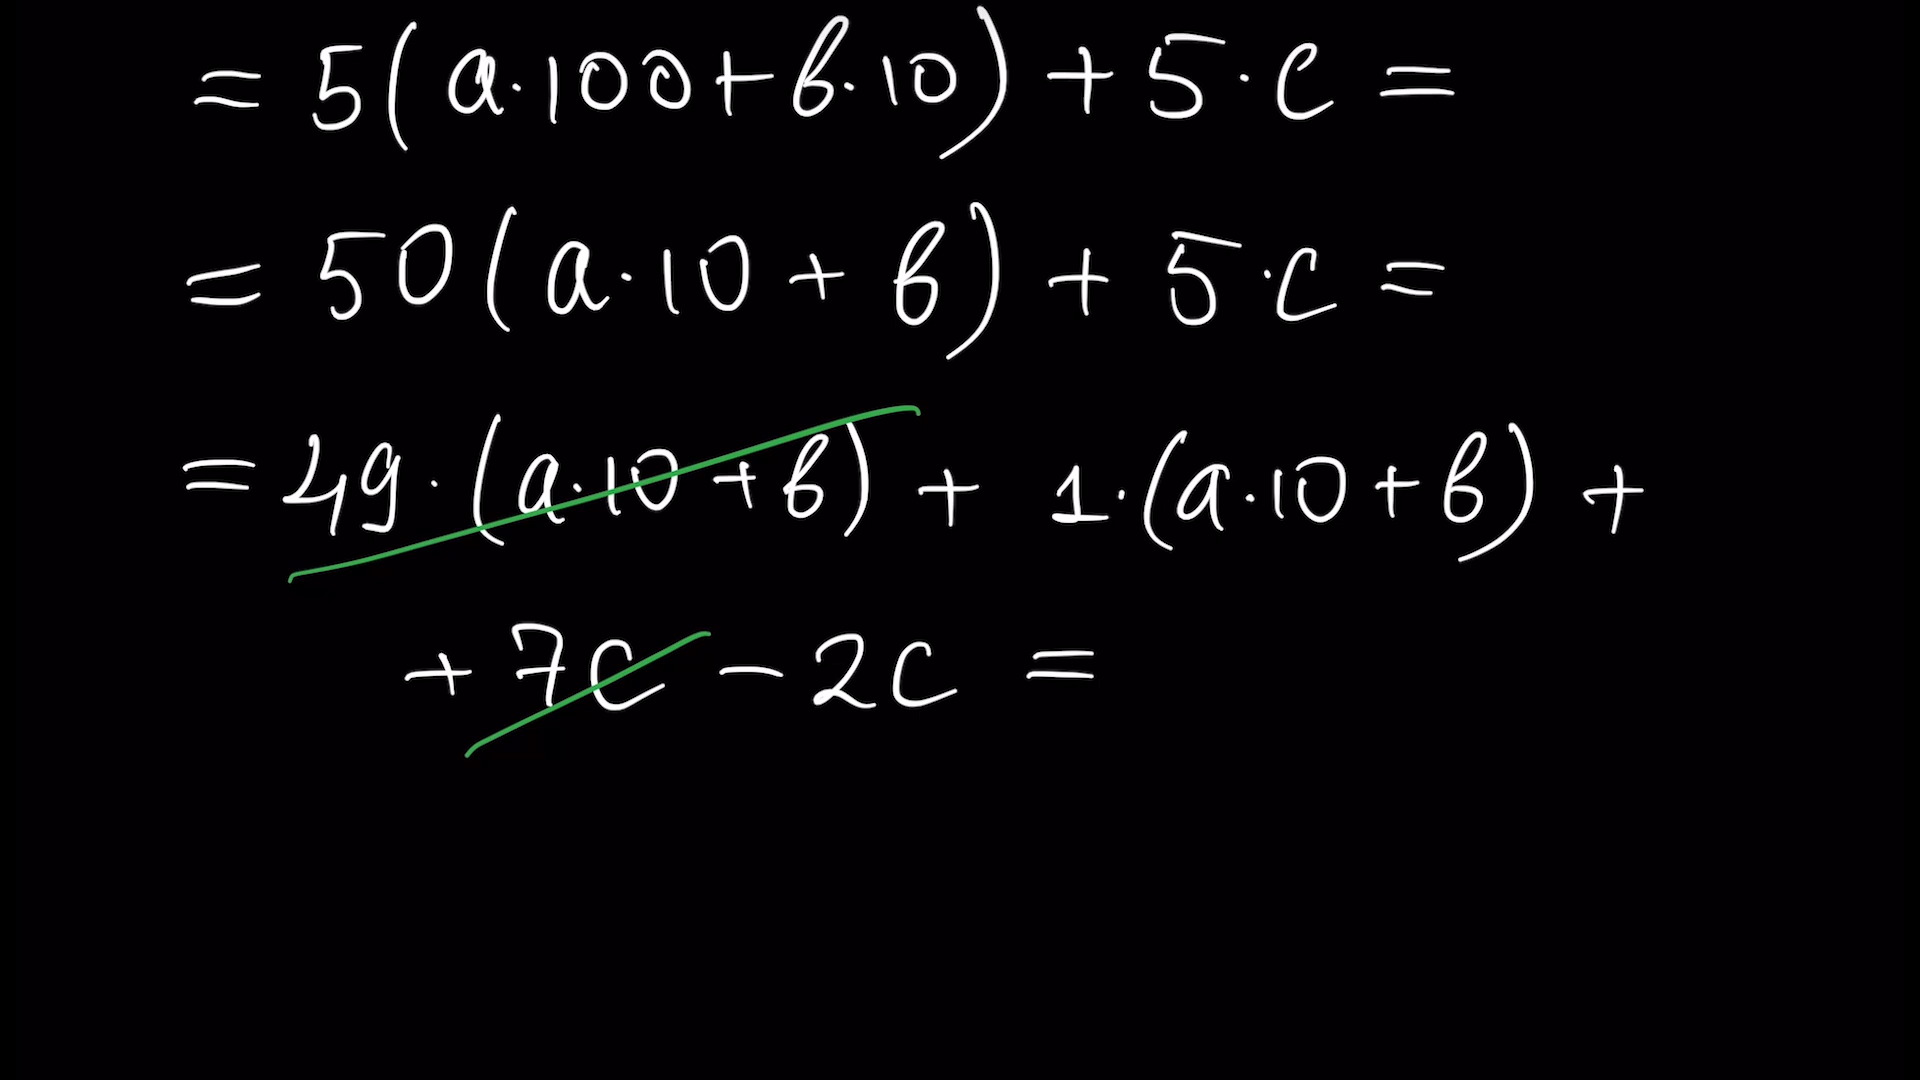 = 5(a·100+b·10) + 5·c =
= 50(a·10 + b) + 5·c =
= 49·(a·10+b) + 1·(a·10+b) +
+ 7c - 2c =